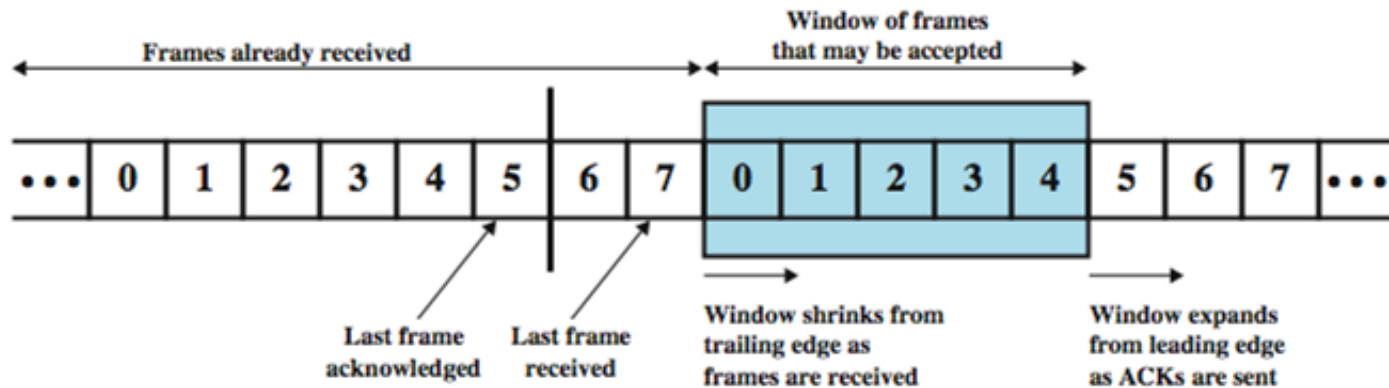 Window of frames
that may be accepted
Frames already received
••• 0 1 2 3 4 5 6 7 0 1 2 3 4 5 6 7 •••
Last frame
acknowledged
Last frame
received
Window shrinks from
trailing edge as
frames are received
Window expands
from leading edge
as ACKs are sent